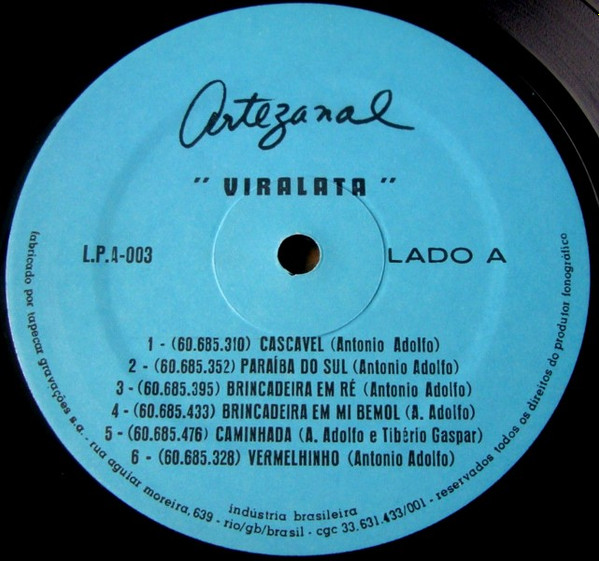 Artezanal
" VIRALATA "
L.P.A-003
LADO A
1 - (60.685.310) CASCAVEL (Antonio Adolfo)
2 - (60.685.352) PARAÍBA DO SUL (Antonio Adolfo)
3 - (60.685.395) BRINCADEIRA EM RÉ (Antonio Adolfo)
4 - (60.685.433) BRINCADEIRA EM MI BEMOL (A. Adolfo)
5 - (60.685.476) CAMINHADA (A. Adolfo e Tibério Gaspar)
6 - (60.685.328) VERMELHINHO (Antonio Adolfo)
indústria brasileira
fabricado por tapecar gravações s.a. - rua aguiar moreira, 639 - rio/gb/brasil - cgc 33.631.433/001 - reservados todos os direitos do produtor fonográfico